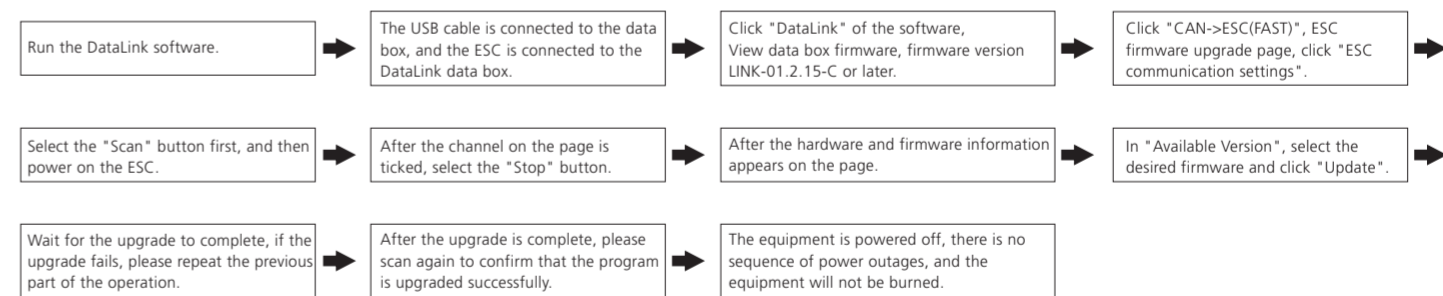 Run the DataLink software.
The USB cable is connected to the data
box, and the ESC is connected to the
DataLink data box.
Click "DataLink" of the software,
View data box firmware, firmware version
LINK-01.2.15-C or later.
Click "CAN->ESC(FAST)", ESC
firmware upgrade page, click "ESC
communication settings".
Select the "Scan" button first, and then
power on the ESC.
After the channel on the page is
ticked, select the "Stop" button.
After the hardware and firmware information
appears on the page.
In "Available Version", select the
desired firmware and click "Update".
Wait for the upgrade to complete, if the
upgrade fails, please repeat the previous
part of the operation.
After the upgrade is complete, please
scan again to confirm that the program
is upgraded successfully.
The equipment is powered off, there is no
sequence of power outages, and the
equipment will not be burned.